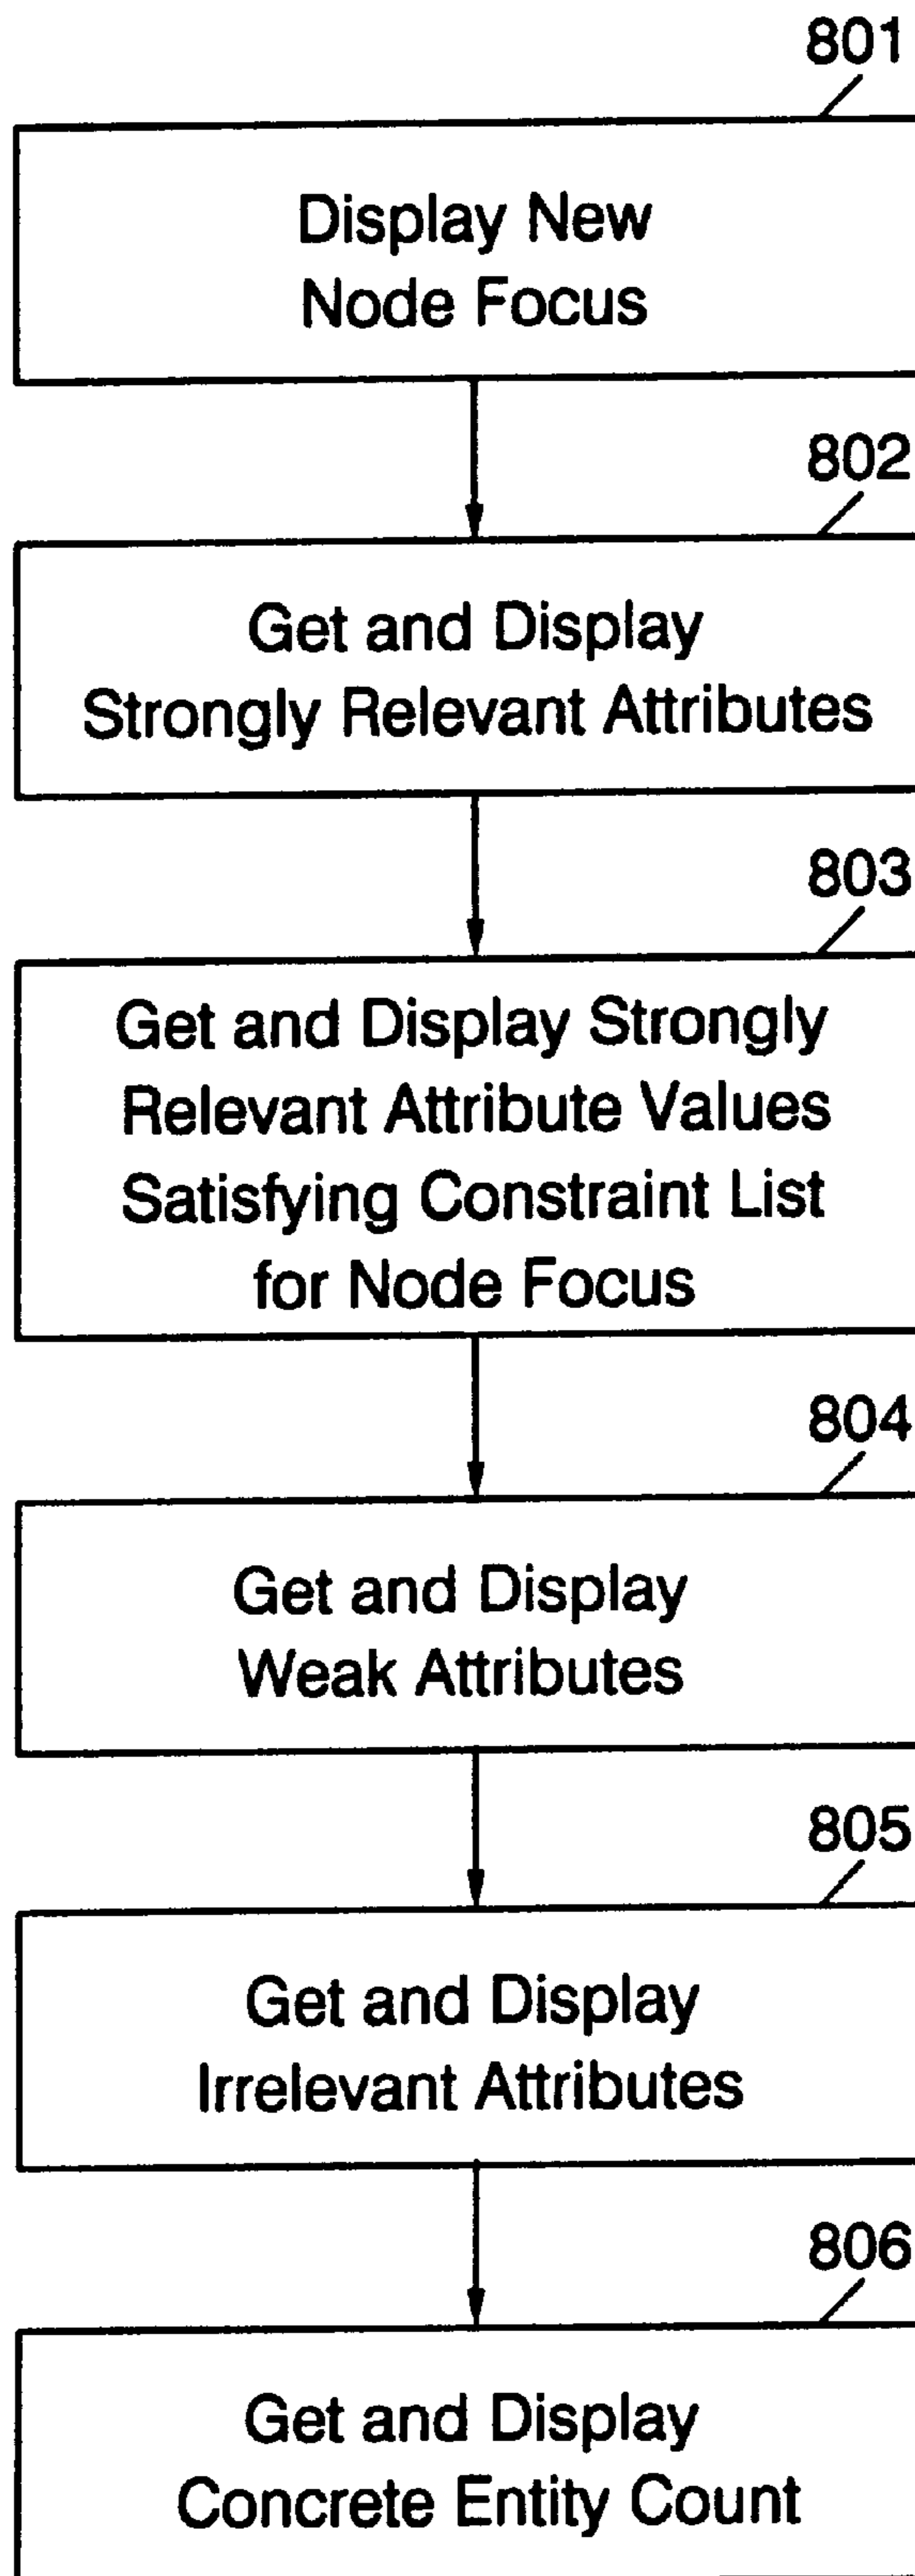 801
Display New
Node Focus
802
Get and Display
Strongly Relevant Attributes
803
Get and Display Strongly
Relevant Attribute Values
Satisfying Constraint List
for Node Focus
804
Get and Display
Weak Attributes
805
Get and Display
Irrelevant Attributes
806
Get and Display
Concrete Entity Count